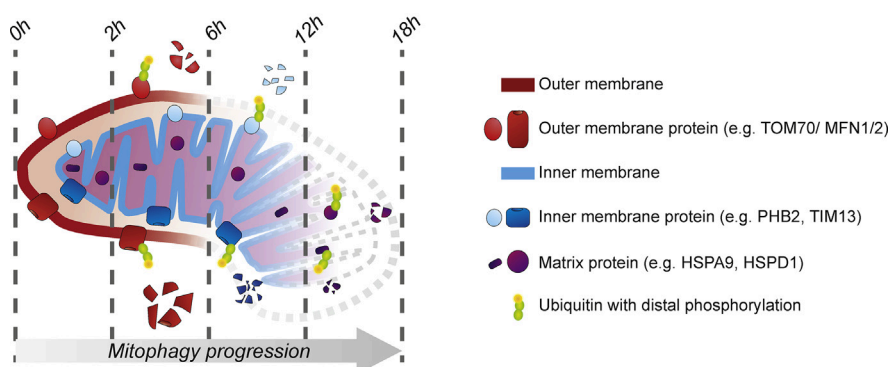 0h
2h
6h
12h
18h
Outer membrane
Outer membrane protein (e.g. TOM70/ MFN1/2)
Inner membrane
Inner membrane protein (e.g. PHB2, TIM13)
Matrix protein (e.g. HSPA9, HSPD1)
Ubiquitin with distal phosphorylation
Mitophagy progression